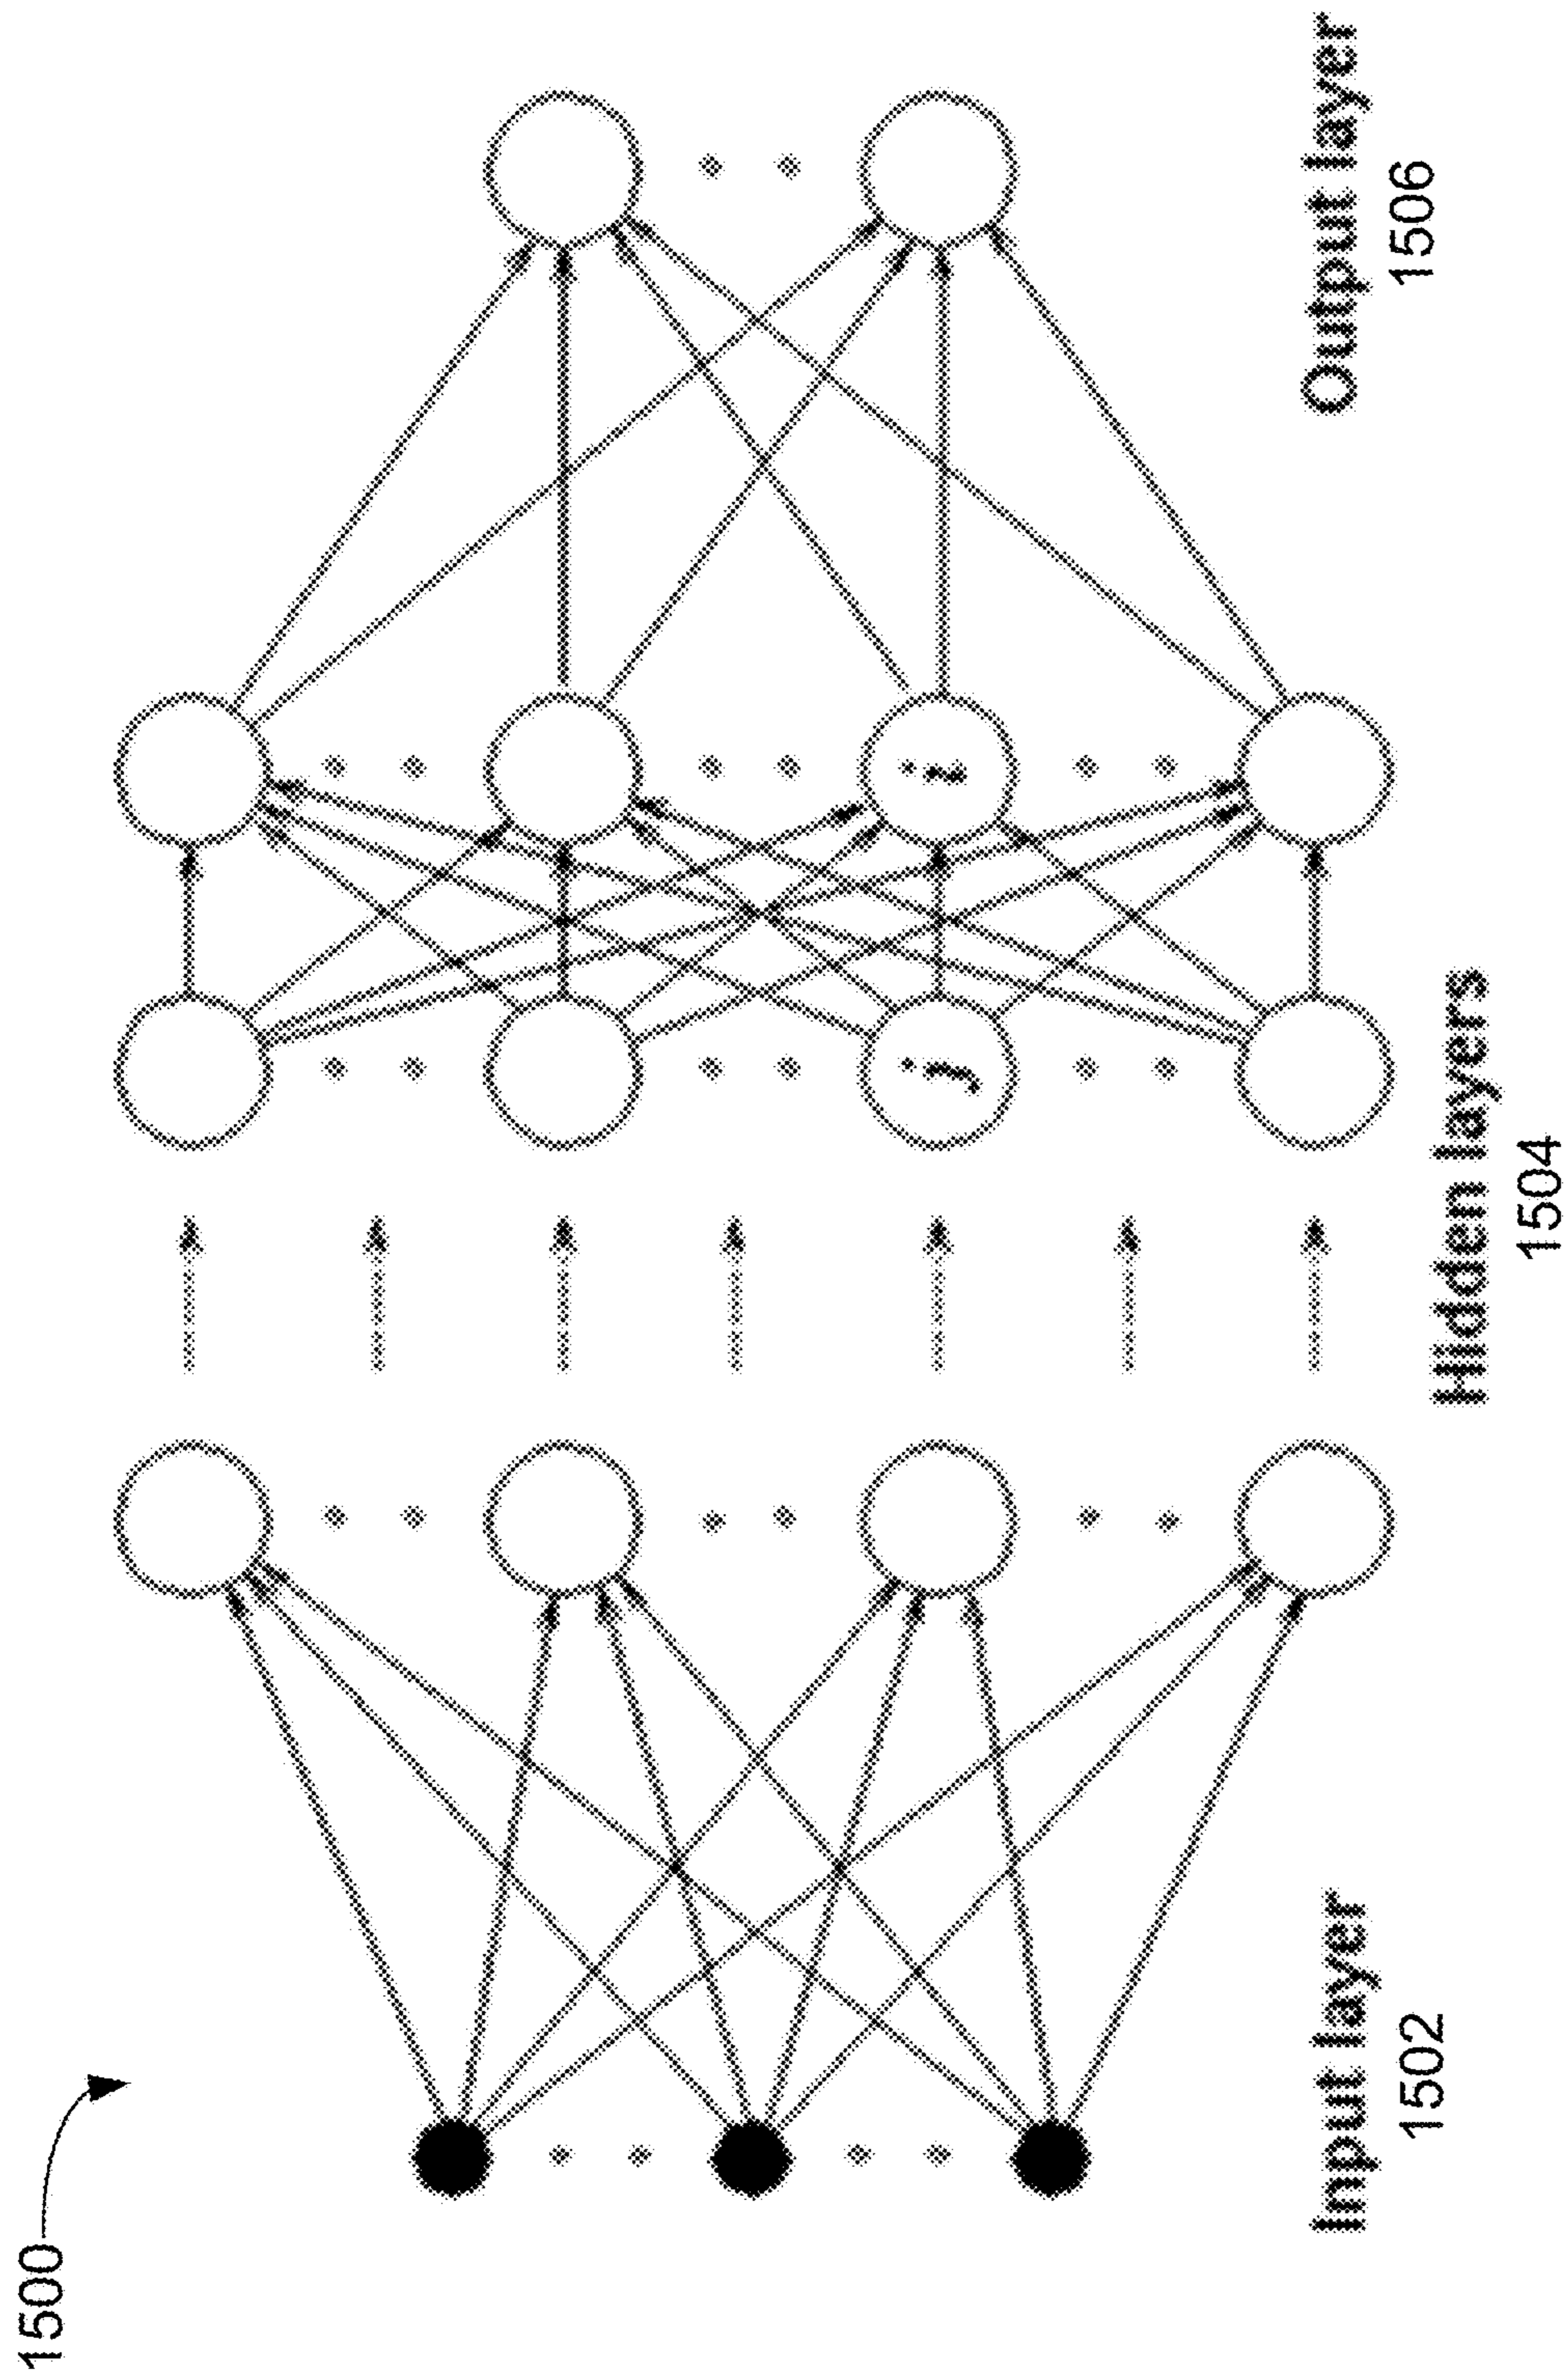 1500
i
j
Input layer
1502
Hidden layers
1504
Output layer
1506